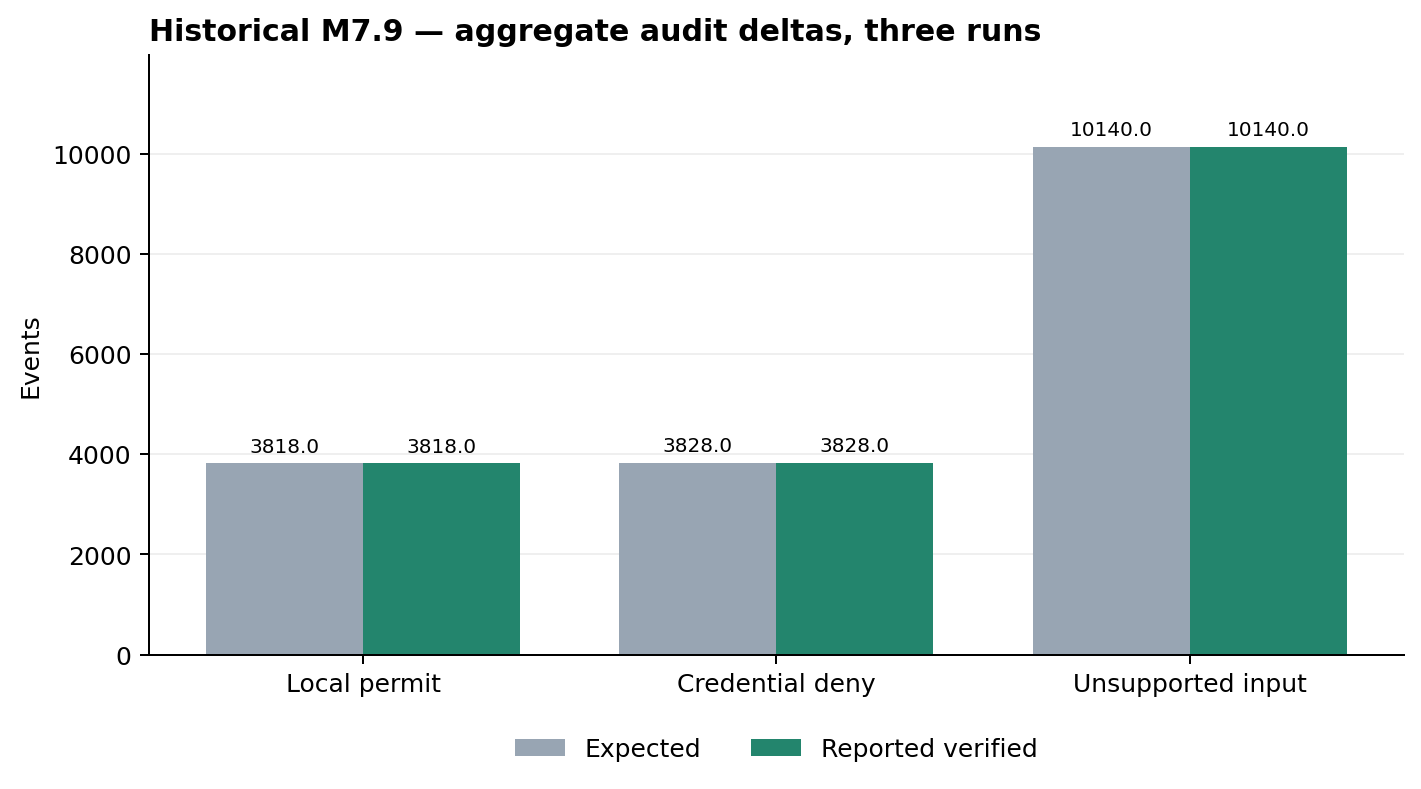 Historical M7.9 — aggregate audit deltas, three runs
Events
10000
8000
6000
4000
2000
0
3818.0 3818.0
3828.0 3828.0
10140.0 10140.0
Local permit
Credential deny
Unsupported input
Expected
Reported verified